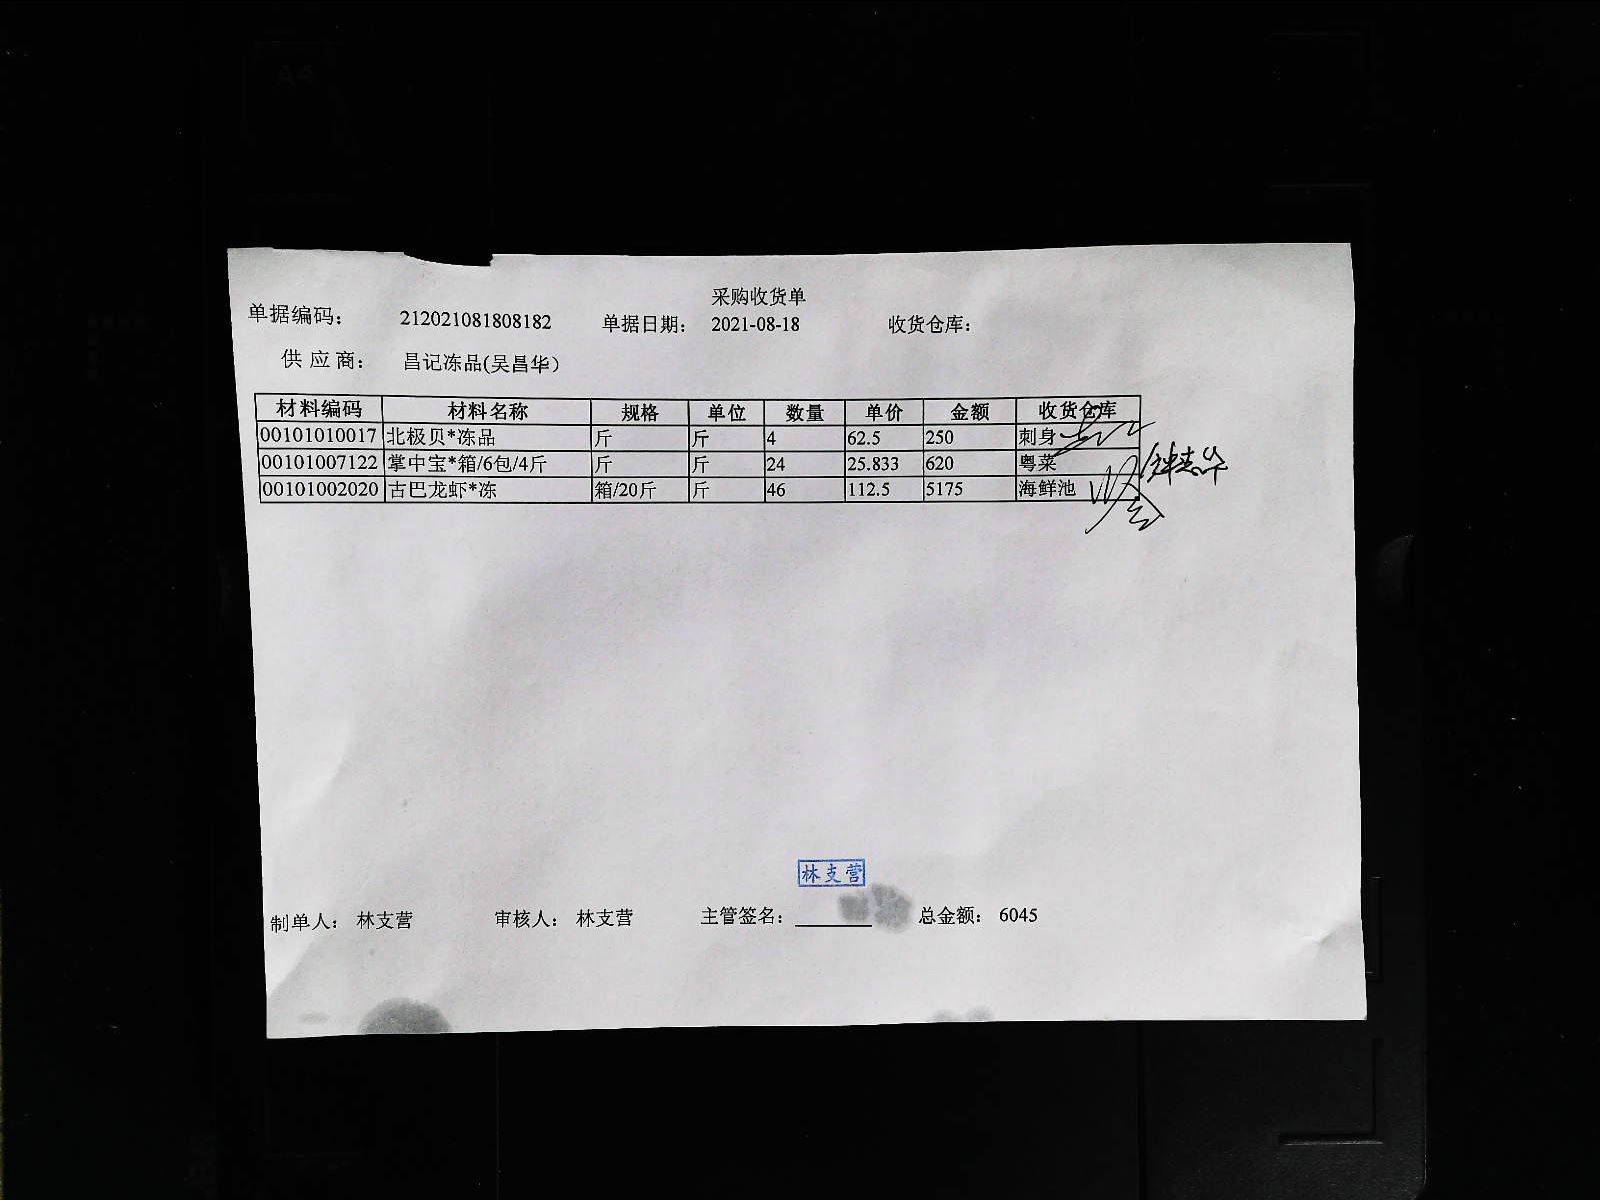 采购收货单
单据编码： 212021081808182 单据日期： 2021-08-18 收货仓库：
供应商： 昌记冻品(吴昌华）
材料编码 材料名称 规格 单位 数量 单价 金额 收货仓库
00101010017 北极贝*冻品 斤 斤 4 62.5 250 刺身
00101007122 掌中宝*箱/6包/4斤 斤 斤 24 25.833 620 粤菜
00101002020 古巴龙虾*冻 箱/20斤 斤 46 112.5 5175 海鲜池
林支营
制单人： 林支营 审核人： 林支营 主管签名： 总金额： 6045